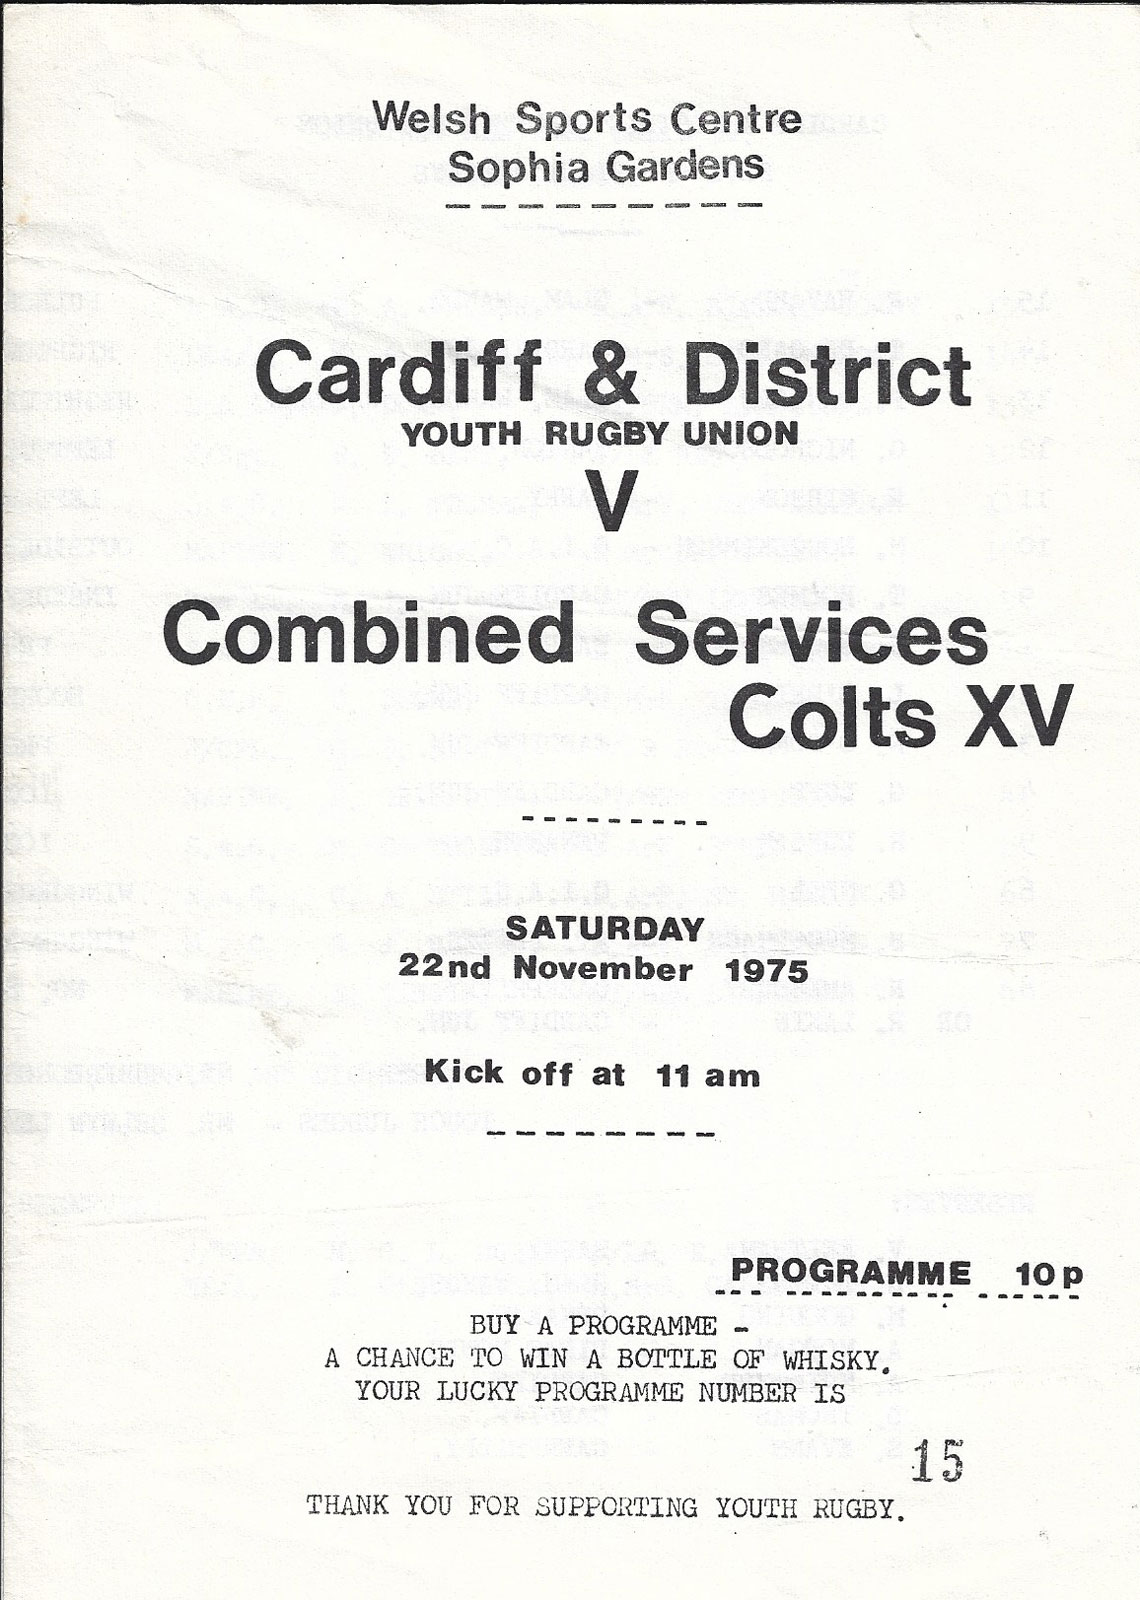 Welsh Sports Centre
Sophia Gardens
Cardiff & District
YOUTH RUGBY UNION
V
Combined Services
Colts XV
SATURDAY
22nd November 1975
Kick off at 11 am
PROGRAMME 10p
BUY A PROGRAMME -
A CHANCE TO WIN A BOTTLE OF WHISKY.
YOUR LUCKY PROGRAMME NUMBER IS
15
THANK YOU FOR SUPPORTING YOUTH RUGBY.